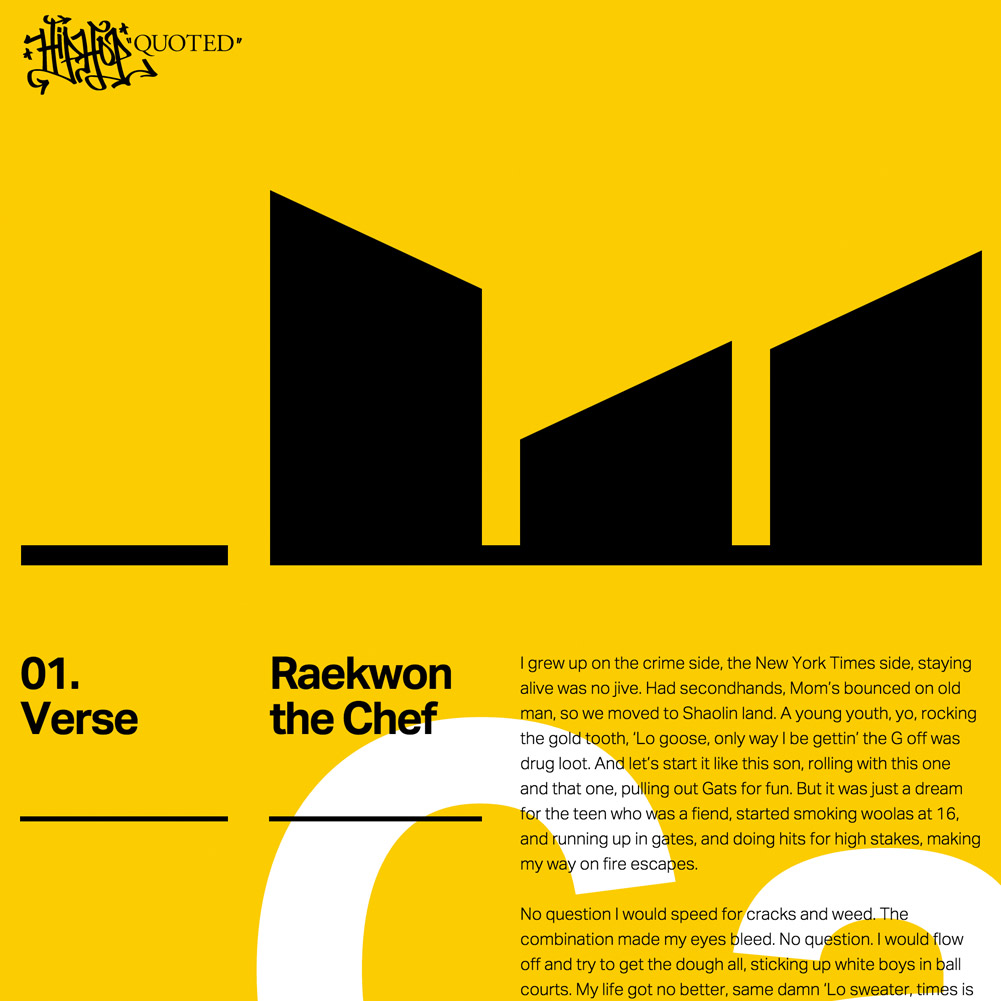 HipHop "QUOTED"
01.
Verse
Raekwon
the Chef
I grew up on the crime side, the New York Times side, staying
alive was no jive. Had secondhands, Mom's bounced on old
man, so we moved to Shaolin land. A young youth, yo, rocking
the gold tooth, 'Lo goose, only way I be gettin' the G off was
drug loot. And let's start it like this son, rolling with this one
and that one, pulling out Gats for fun. But it was just a dream
for the teen who was a fiend, started smoking woolas at 16,
and running up in gates, and doing hits for high stakes, making
my way on fire escapes.
No question I would speed for cracks and weed. The
combination made my eyes bleed. No question. I would flow
off and try to get the dough all, sticking up white boys in ball
courts. My life got no better, same damn 'Lo sweater, times is
Ca